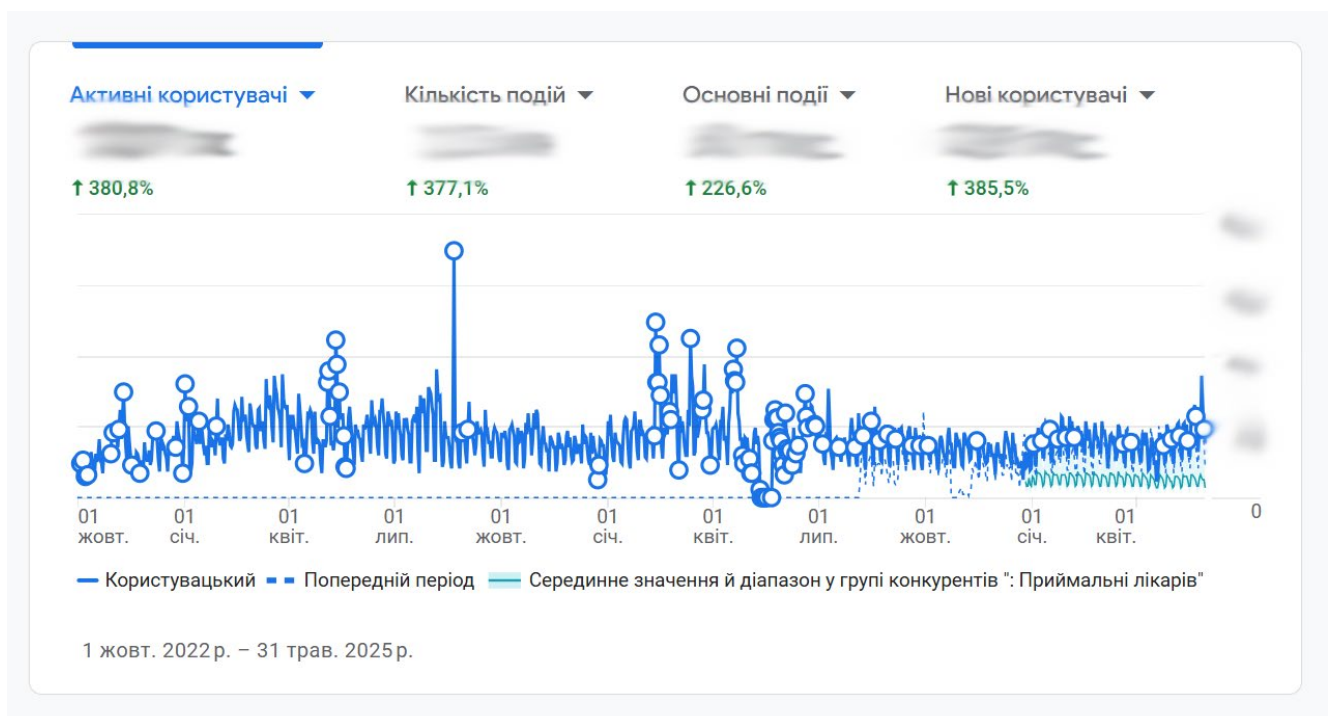 Активні користувачі Кількість подій Основні події Нові користувачі
↑ 380,8% ↑ 377,1% ↑ 226,6% ↑ 385,5%
0
01 01 01 01 01 01 01 01 01 01 01
жовт. січ. квіт. лип. жовт. січ. квіт. лип. жовт. січ. квіт.
Користувацький Попередній період Серединне значення й діапазон у групі конкурентів ": Приймальні лікарів"
1 жовт. 2022 р. – 31 трав. 2025 р.